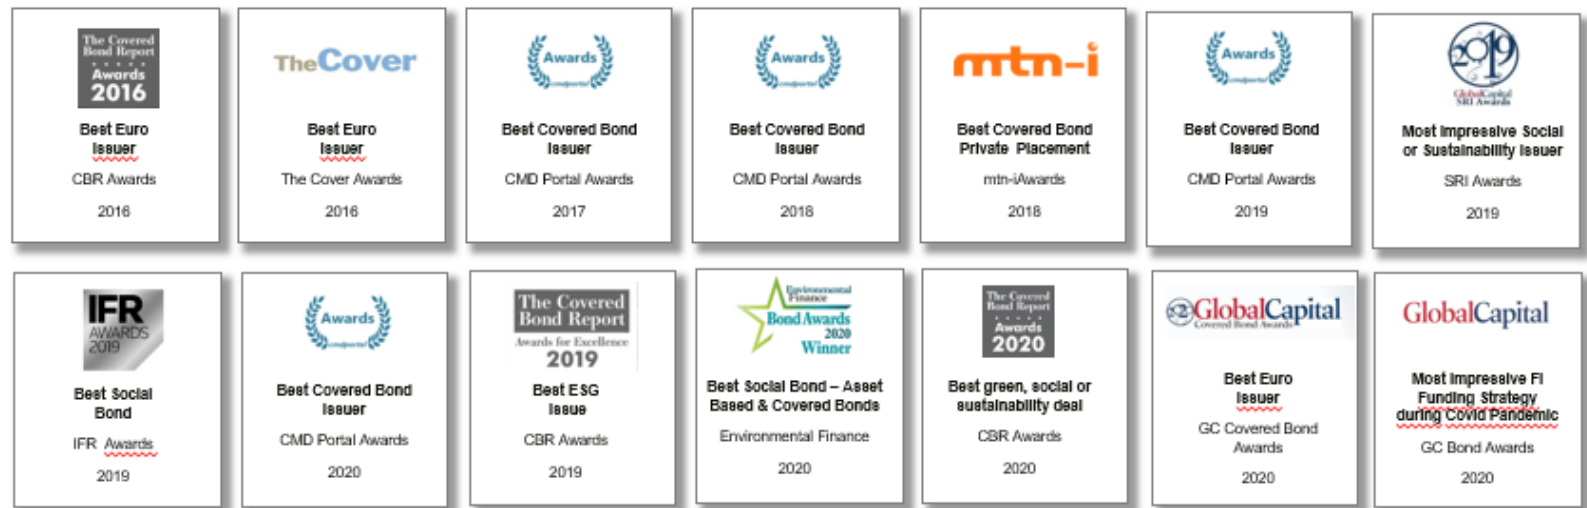 The Covered
Bond Report
Awards
2016
Best Euro
Issuer
CBR Awards
2016
TheCover
Best Euro
Issuer
The Cover Awards
2016
Awards
cmdportal
Best Covered Bond
Issuer
CMD Portal Awards
2017
Awards
cmdportal
Best Covered Bond
Issuer
CMD Portal Awards
2018
mtn-i
Best Covered Bond
Private Placement
mtn-iAwards
2018
Awards
cmdportal
Best Covered Bond
Issuer
CMD Portal Awards
2019
2019
GlobalCapital
SRI Awards
Most Impressive Social
or Sustainability Issuer
SRI Awards
2019
IFR
AWARDS
2019
Best Social
Bond
IFR Awards
2019
Awards
cmdportal
Best Covered Bond
Issuer
CMD Portal Awards
2020
The Covered
Bond Report
Awards for Excellence
2019
Best ESG
Issue
CBR Awards
2019
Environmental
Finance
Bond Awards
2020
Winner
Best Social Bond – Asset
Based & Covered Bonds
Environmental Finance
2020
The Covered
Bond Report
Awards
2020
Best green, social or
sustainability deal
CBR Awards
2020
GlobalCapital
Covered Bond Awards
Best Euro
Issuer
GC Covered Bond
Awards
2020
GlobalCapital
Most Impressive FI
Funding Strategy
during Covid Pandemic
GC Bond Awards
2020